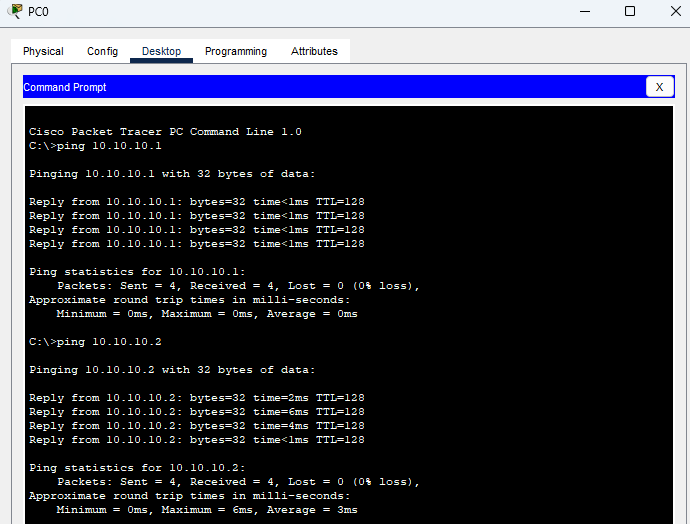 PC0
Physical Config Desktop Programming Attributes
Command Prompt X
Cisco Packet Tracer PC Command Line 1.0
C:\>ping 10.10.10.1
Pinging 10.10.10.1 with 32 bytes of data:
Reply from 10.10.10.1: bytes=32 time<1ms TTL=128
Reply from 10.10.10.1: bytes=32 time<1ms TTL=128
Reply from 10.10.10.1: bytes=32 time<1ms TTL=128
Reply from 10.10.10.1: bytes=32 time<1ms TTL=128
Ping statistics for 10.10.10.1:
Packets: Sent = 4, Received = 4, Lost = 0 (0% loss),
Approximate round trip times in milli-seconds:
Minimum = 0ms, Maximum = 0ms, Average = 0ms
C:\>ping 10.10.10.2
Pinging 10.10.10.2 with 32 bytes of data:
Reply from 10.10.10.2: bytes=32 time=2ms TTL=128
Reply from 10.10.10.2: bytes=32 time=6ms TTL=128
Reply from 10.10.10.2: bytes=32 time=4ms TTL=128
Reply from 10.10.10.2: bytes=32 time<1ms TTL=128
Ping statistics for 10.10.10.2:
Packets: Sent = 4, Received = 4, Lost = 0 (0% loss),
Approximate round trip times in milli-seconds:
Minimum = 0ms, Maximum = 6ms, Average = 3ms